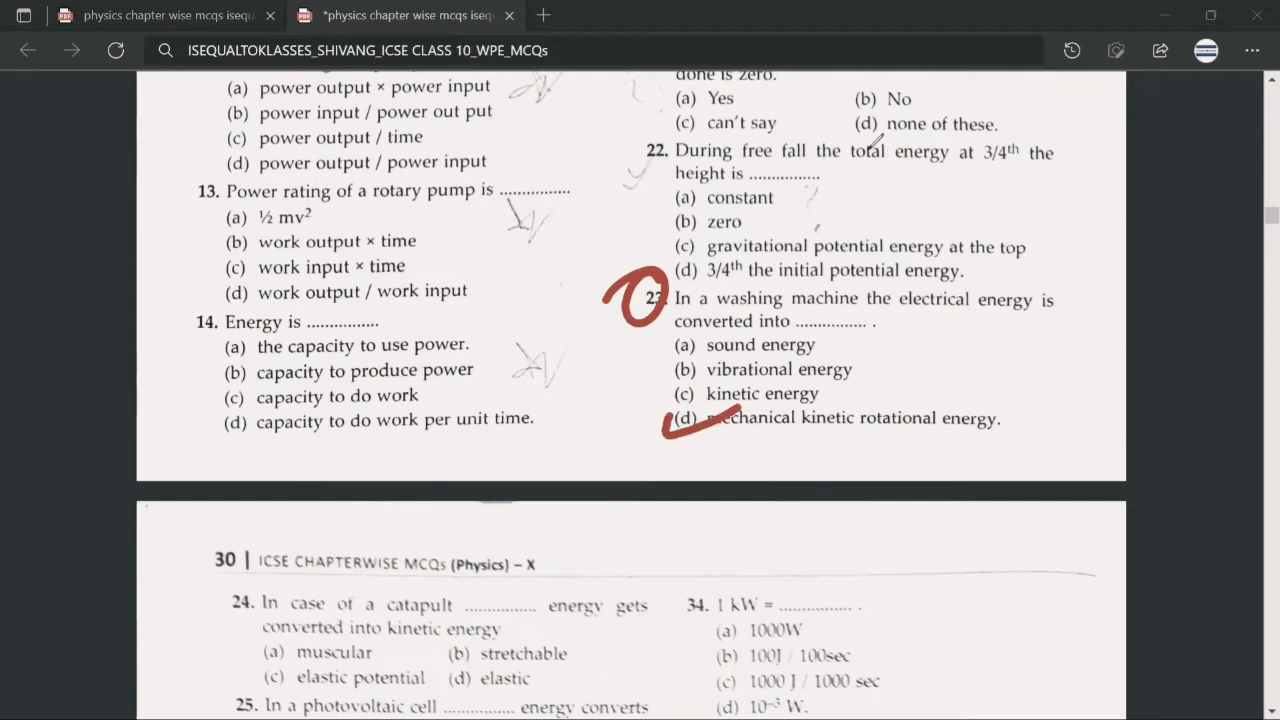 physics chapter wise mcqs isequ
*physics chapter wise mcqs iseq
ISEQUALTOKLASSES_SHIVANG_ICSE CLASS 10_WPE_MCQs
(a) power output × power input
(b) power input / power out put
(c) power output / time
(d) power output / power input
13. Power rating of a rotary pump is ................
(a) ½ mv²
(b) work output × time
(c) work input × time
(d) work output / work input
14. Energy is ................
(a) the capacity to use power.
(b) capacity to produce power
(c) capacity to do work
(d) capacity to do work per unit time.
done is zero.
(a) Yes (b) No
(c) can't say (d) none of these.
22. During free fall the total energy at 3/4th the
height is ................
(a) constant
(b) zero
(c) gravitational potential energy at the top
(d) 3/4th the initial potential energy.
23. In a washing machine the electrical energy is
converted into ................ .
(a) sound energy
(b) vibrational energy
(c) kinetic energy
(d) mechanical kinetic rotational energy.
30 | ICSE CHAPTERWISE MCQs (Physics) – X
24. In case of a catapult ................ energy gets
converted into kinetic energy
(a) muscular (b) stretchable
(c) elastic potential (d) elastic
25. In a photovoltaic cell ................ energy converts
34. 1 kW = ................ .
(a) 1000W
(b) 100J / 100sec
(c) 1000 J / 1000 sec
(d) 10⁻³ W.